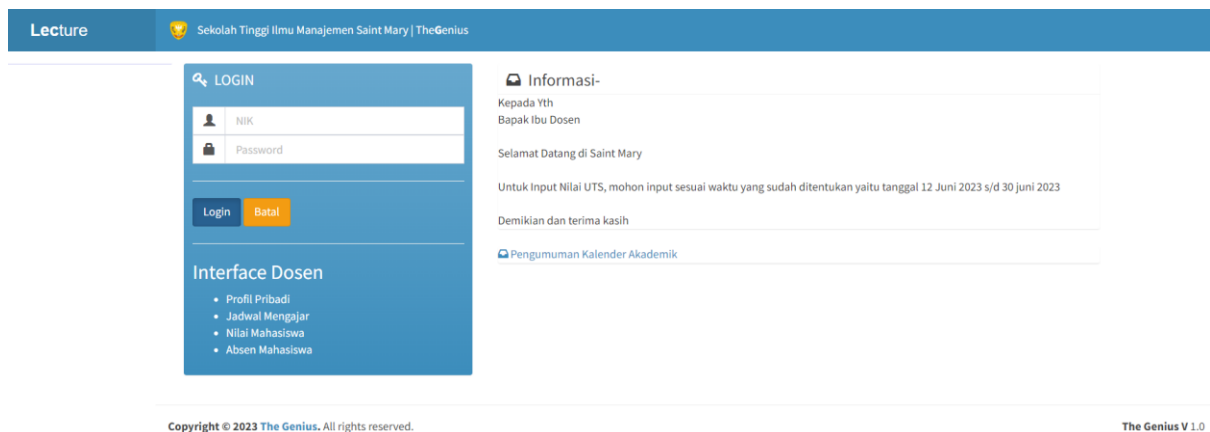 Lecture
Sekolah Tinggi Ilmu Manajemen Saint Mary | TheGenius
LOGIN
NIK
Password
Login Batal
Interface Dosen
Profil Pribadi
Jadwal Mengajar
Nilai Mahasiswa
Absen Mahasiswa
Informasi-
Kepada Yth
Bapak Ibu Dosen
Selamat Datang di Saint Mary
Untuk Input Nilai UTS, mohon input sesuai waktu yang sudah ditentukan yaitu tanggal 12 Juni 2023 s/d 30 juni 2023
Demikian dan terima kasih
Pengumuman Kalender Akademik
Copyright © 2023 The Genius. All rights reserved.
The Genius V 1.0